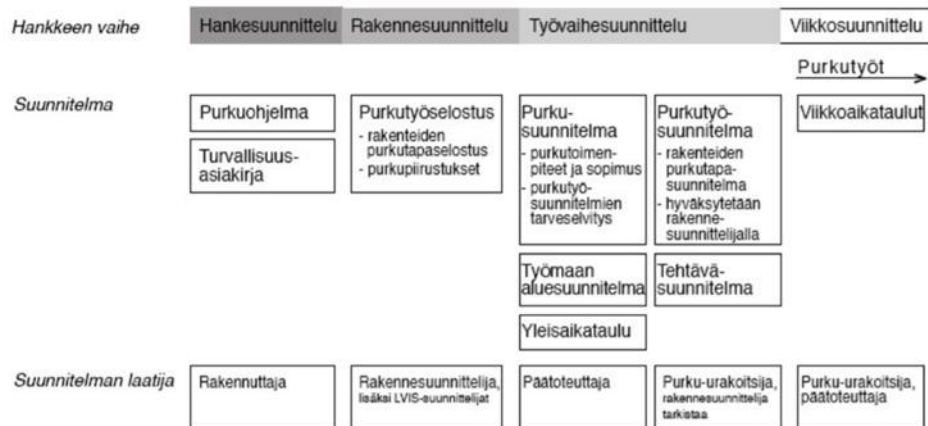 Hankkeen vaihe
Hankesuunnittelu
Rakennesuunnittelu
Työvaihesuunnittelu
Viikkosuunnittelu
Purkutyöt
Suunnitelma
Purkuohjelma
Turvallisuus-
asiakirja
Purkutyöselostus
- rakenteiden
purkutapaselostus
- purkupiirustukset
Purku-
suunnitelma
- purkutoimen-
piteet ja sopimus
- purkutyö-
suunnitelmien
tarveselvitys
Työmaan
aluesuunnitelma
Yleisaikataulu
Purkutyö-
suunnitelma
- rakenteiden
purkutapa-
suunnitelma
- hyväksytetään
rakenne-
suunnittelijalla
Tehtävä-
suunnitelma
Viikkoaikataulut
Suunnitelman laatija
Rakennuttaja
Rakennesuunnittelija,
lisäksi LVIS-suunnittelijat
Päätoteuttaja
Purku-urakoitsija,
rakennesuunnittelija
tarkistaa
Purku-urakoitsija,
päätoteuttaja